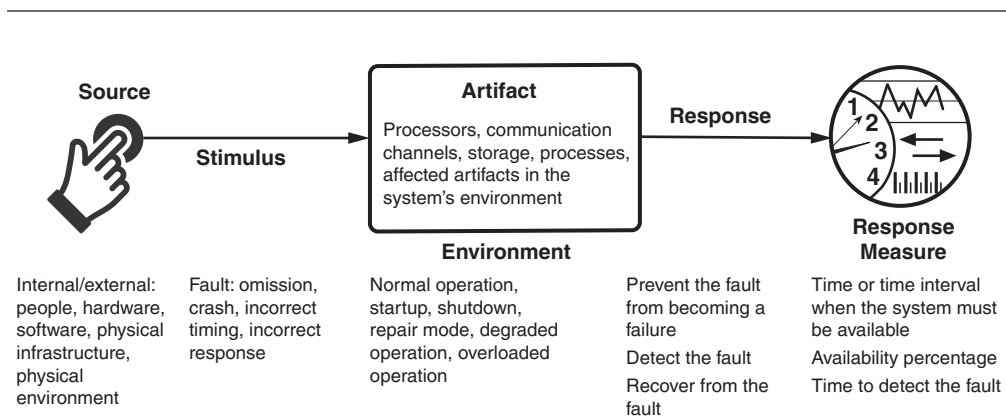 Source
Stimulus
Artifact
Processors, communication
channels, storage, processes,
affected artifacts in the
system’s environment
Environment
Response
1
2
3
4
Response
Measure
Internal/external:
people, hardware,
software, physical
infrastructure,
physical
environment
Fault: omission,
crash, incorrect
timing, incorrect
response
Normal operation,
startup, shutdown,
repair mode, degraded
operation, overloaded
operation
Prevent the fault
from becoming a
failure
Detect the fault
Recover from the
fault
Time or time interval
when the system must
be available
Availability percentage
Time to detect the fault